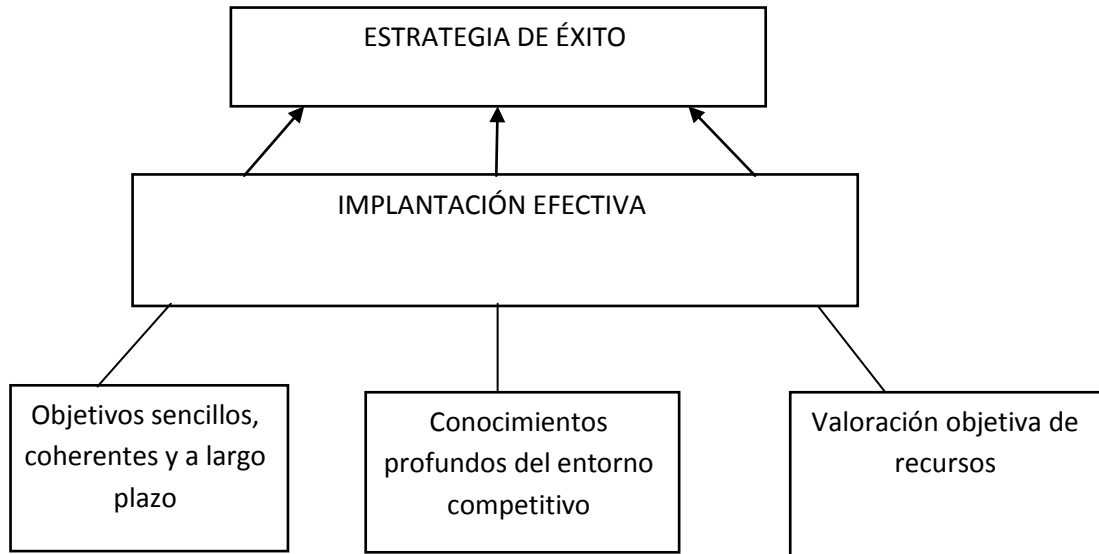 ESTRATEGIA DE ÉXITO
IMPLANTACIÓN EFECTIVA
Objetivos sencillos,
coherentes y a largo
plazo
Conocimientos
profundos del entorno
competitivo
Valoración objetiva de
recursos